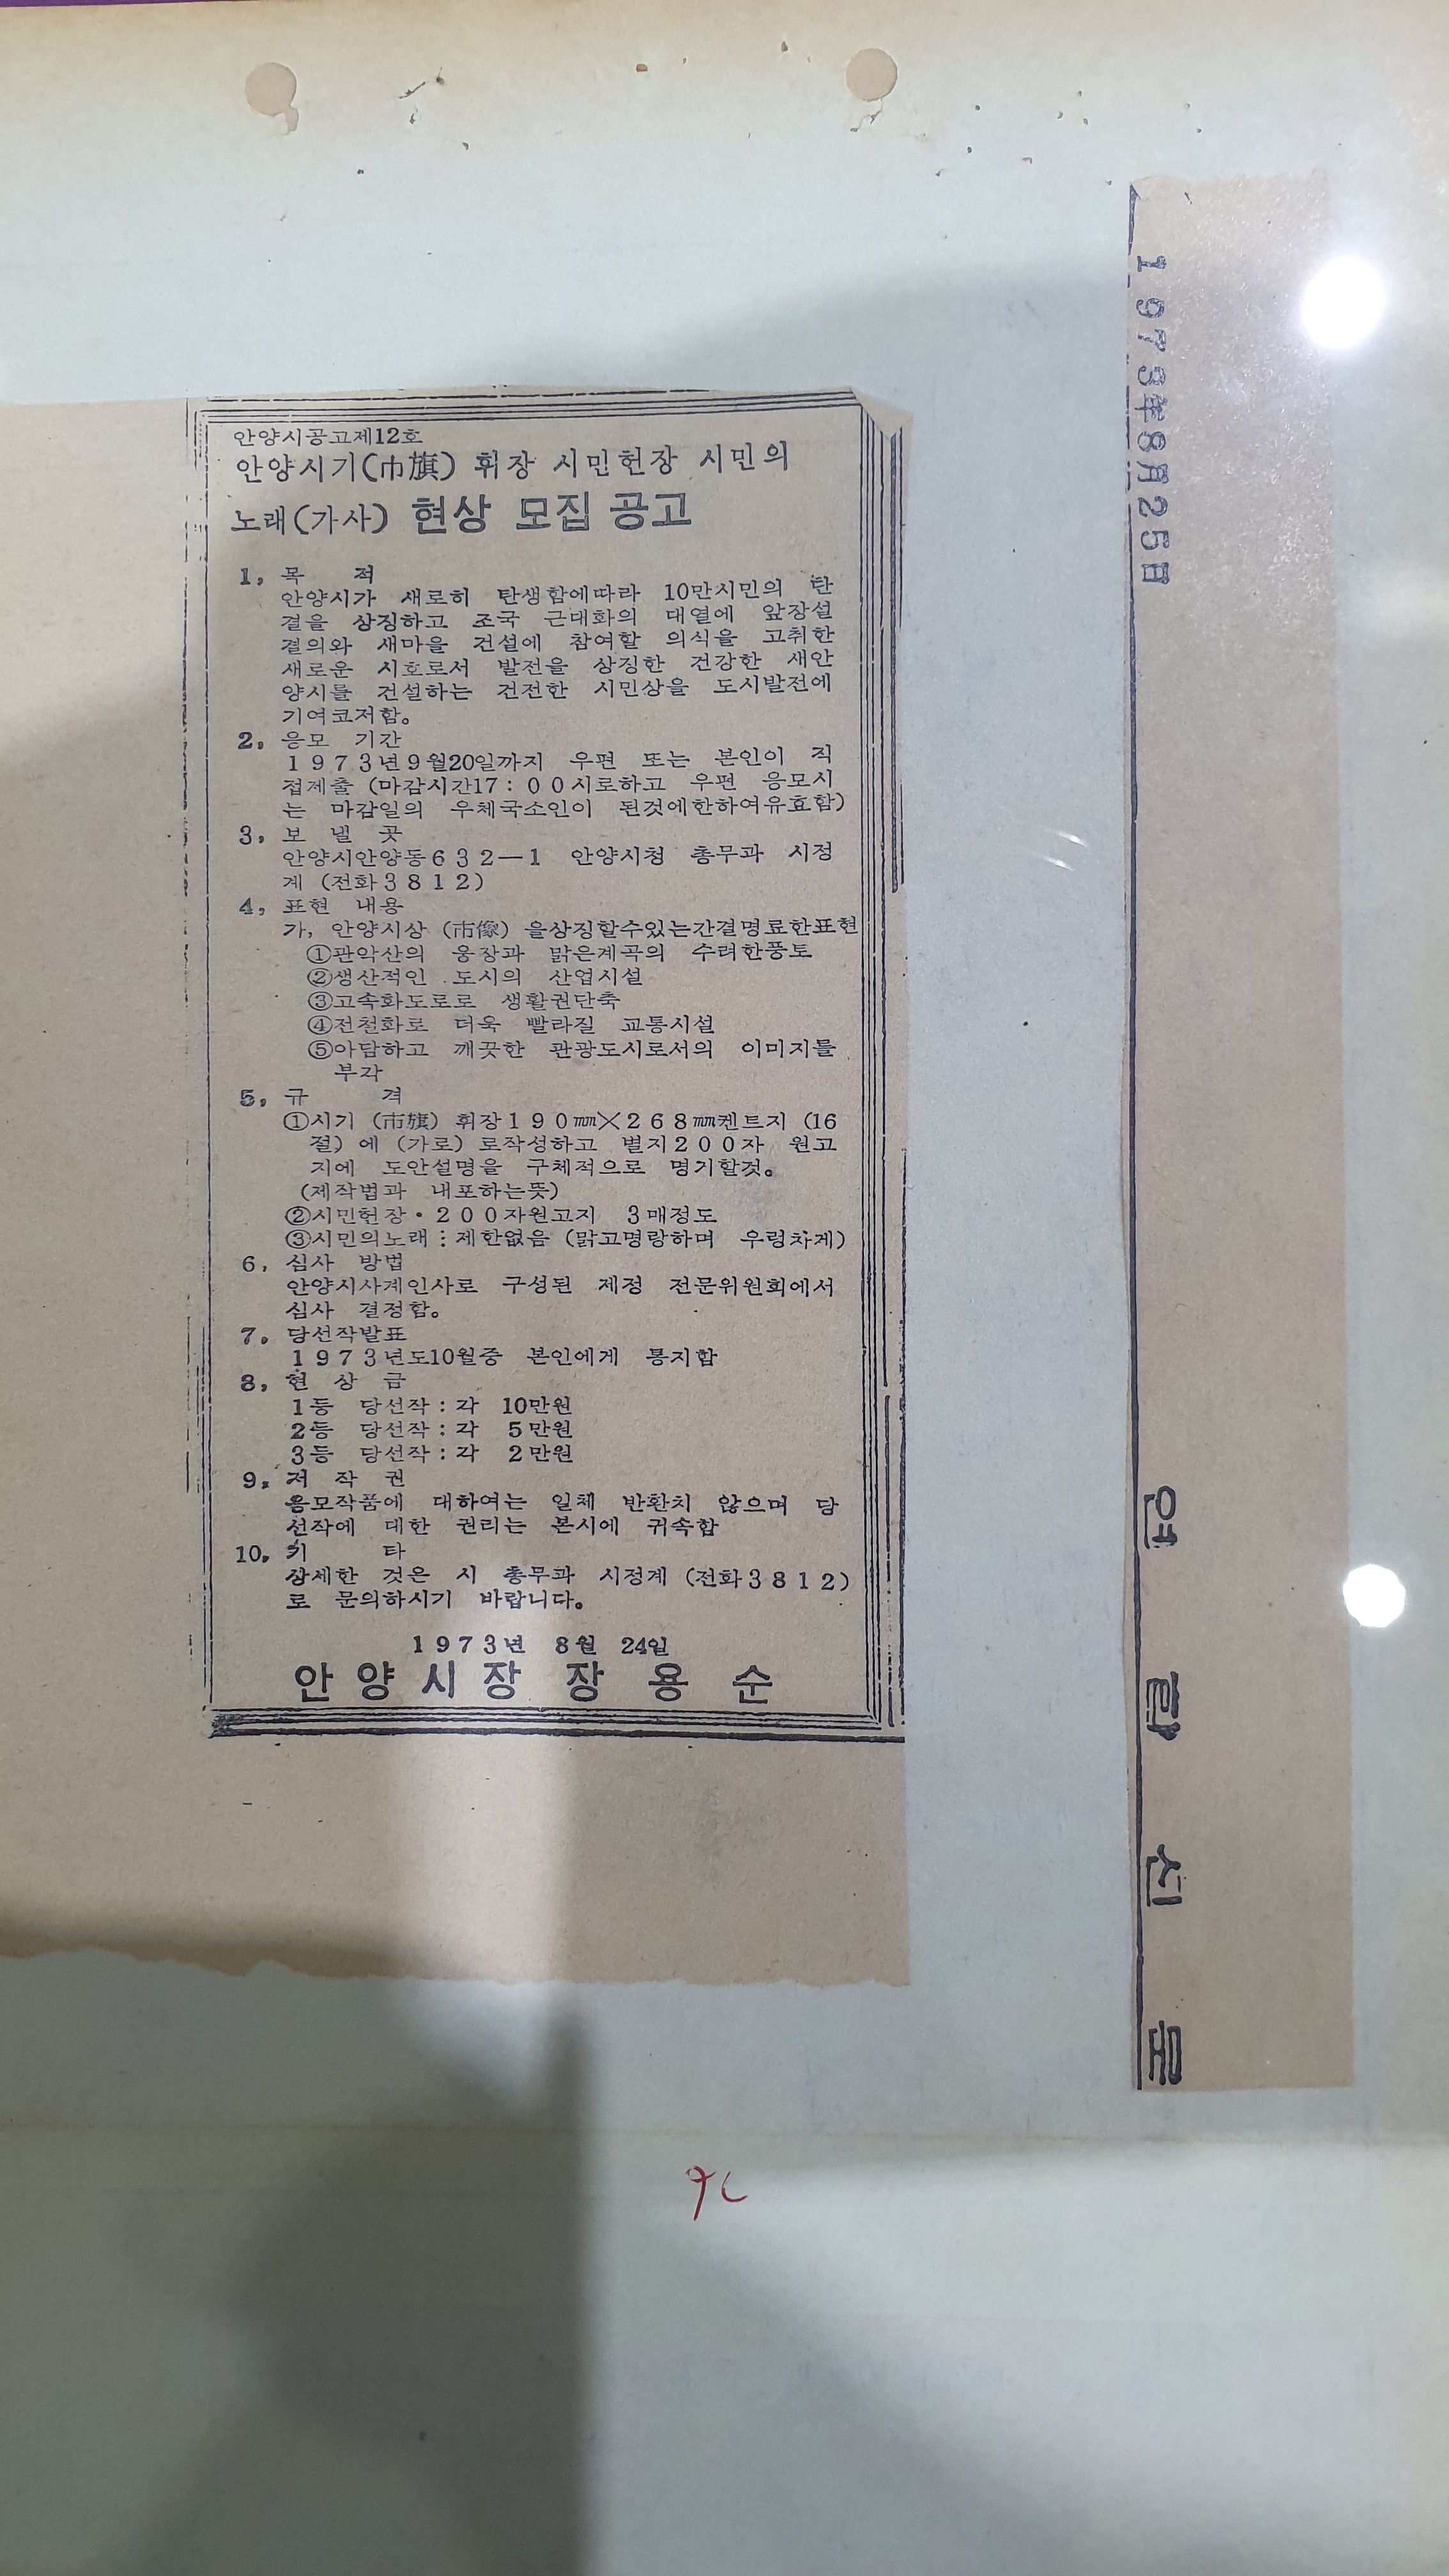 안양시공고제12호
안양시기(市旗) 휘장 시민헌장 시민의
노래(가사) 현상 모집 공고
1, 목 적
안양시가 새로히 탄생함에따라 10만시민의 탄
결을 상징하고 조국 근대화의 대열에 앞장설
결의와 새마을 건설에 참여할 의식을 고취한
새로운 시호로서 발전을 상징한 건강한 새안
양시를 건설하는 건전한 시민상을 도시발전에
기여코저함。
2, 응모 기간
1973년9월20일까지 우편 또는 본인이 직
접제출 (마감시간17:00시로하고 우편 응모시
는 마감일의 우체국소인이 된것에한하여유효함)
3, 보 낼 곳
안양시안양동632—1 안양시청 총무과 시정
계 (전화3812)
4, 표현 내용
가, 안양시상 (市像) 을상징할수있는간결명료한표현
①관악산의 웅장과 맑은계곡의 수려한풍토
②생산적인 도시의 산업시설
③고속화도로로 생활권단축
④전철화로 더욱 빨라질 교통시설
⑤아담하고 깨끗한 관광도시로서의 이미지를
부각
5, 규 격
①시기 (市旗) 휘장190㎜×268㎜켄트지 (16
절) 에 (가로) 로작성하고 별지200자 원고
지에 도안설명을 구체적으로 명기할것。
(제작법과 내포하는뜻)
②시민헌장·200자원고지 3매정도
③시민의노래:제한없음 (맑고명랑하며 우렁차게)
6, 심사 방법
안양시사계인사로 구성된 제정 전문위원회에서
심사 결정함。
7。 당선작발표
1973년도10월중 본인에게 통지함
8, 현 상 금
1등 당선작:각 10만원
2등 당선작:각 5만원
3등 당선작:각 2만원
9。 저 작 권
응모작품에 대하여는 일체 반환치 않으며 당
선작에 대한 권리는 본시에 귀속함
10。 기 타
상세한 것은 시 총무과 시정계 (전화3812)
로 문의하시기 바랍니다。
1973년 8월 24일
안양시장 장 용 순
1973年8月25日
연 합 신 문